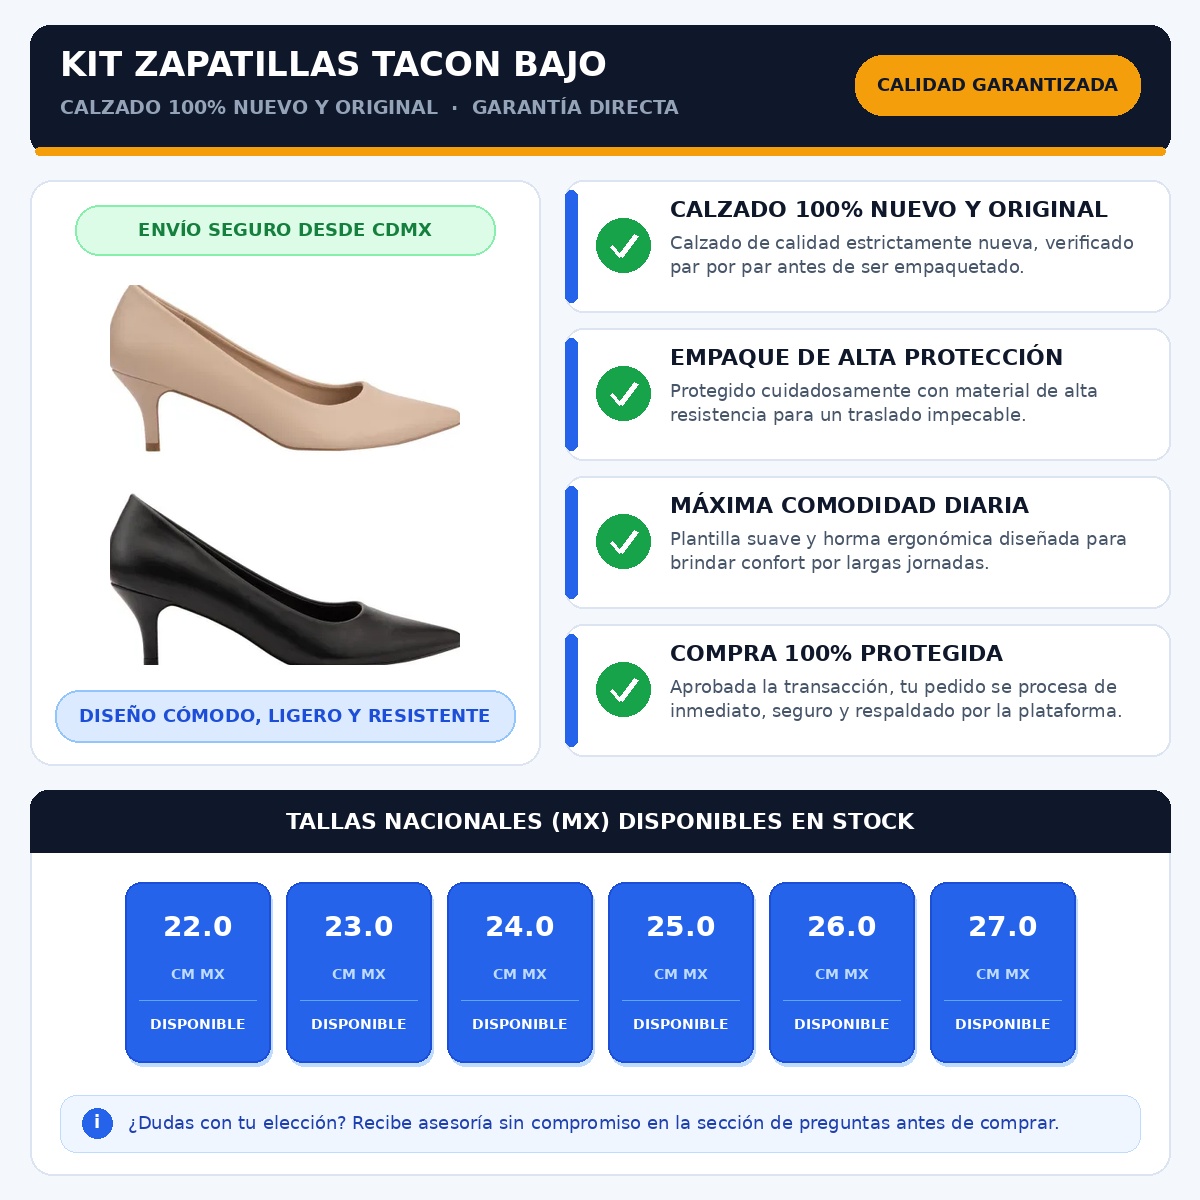 KIT ZAPATILLAS TACON BAJO
CALZADO 100% NUEVO Y ORIGINAL · GARANTÍA DIRECTA
CALIDAD GARANTIZADA
ENVÍO SEGURO DESDE CDMX
DISEÑO CÓMODO, LIGERO Y RESISTENTE
CALZADO 100% NUEVO Y ORIGINAL
Calzado de calidad estrictamente nueva, verificado
par por par antes de ser empaquetado.
EMPAQUE DE ALTA PROTECCIÓN
Protegido cuidadosamente con material de alta
resistencia para un traslado impecable.
MÁXIMA COMODIDAD DIARIA
Plantilla suave y horma ergonómica diseñada para
brindar confort por largas jornadas.
COMPRA 100% PROTEGIDA
Aprobada la transacción, tu pedido se procesa de
inmediato, seguro y respaldado por la plataforma.
TALLAS NACIONALES (MX) DISPONIBLES EN STOCK
22.0
CM MX
DISPONIBLE
23.0
CM MX
DISPONIBLE
24.0
CM MX
DISPONIBLE
25.0
CM MX
DISPONIBLE
26.0
CM MX
DISPONIBLE
27.0
CM MX
DISPONIBLE
i ¿Dudas con tu elección? Recibe asesoría sin compromiso en la sección de preguntas antes de comprar.